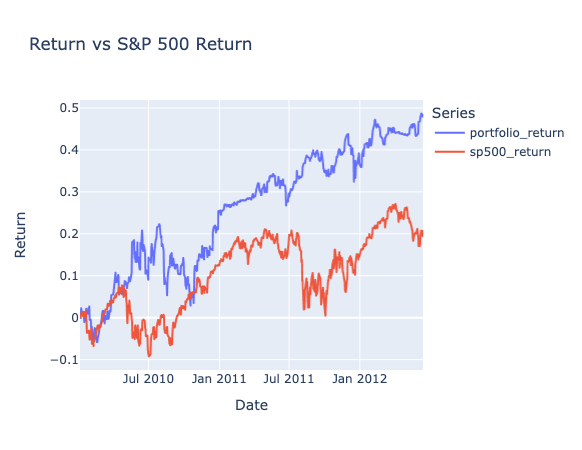 Return vs S&P 500 Return
Series
portfolio_return
sp500_return
Return
0.5
0.4
0.3
0.2
0.1
0
−0.1
Jul 2010
Jan 2011
Jul 2011
Jan 2012
Date